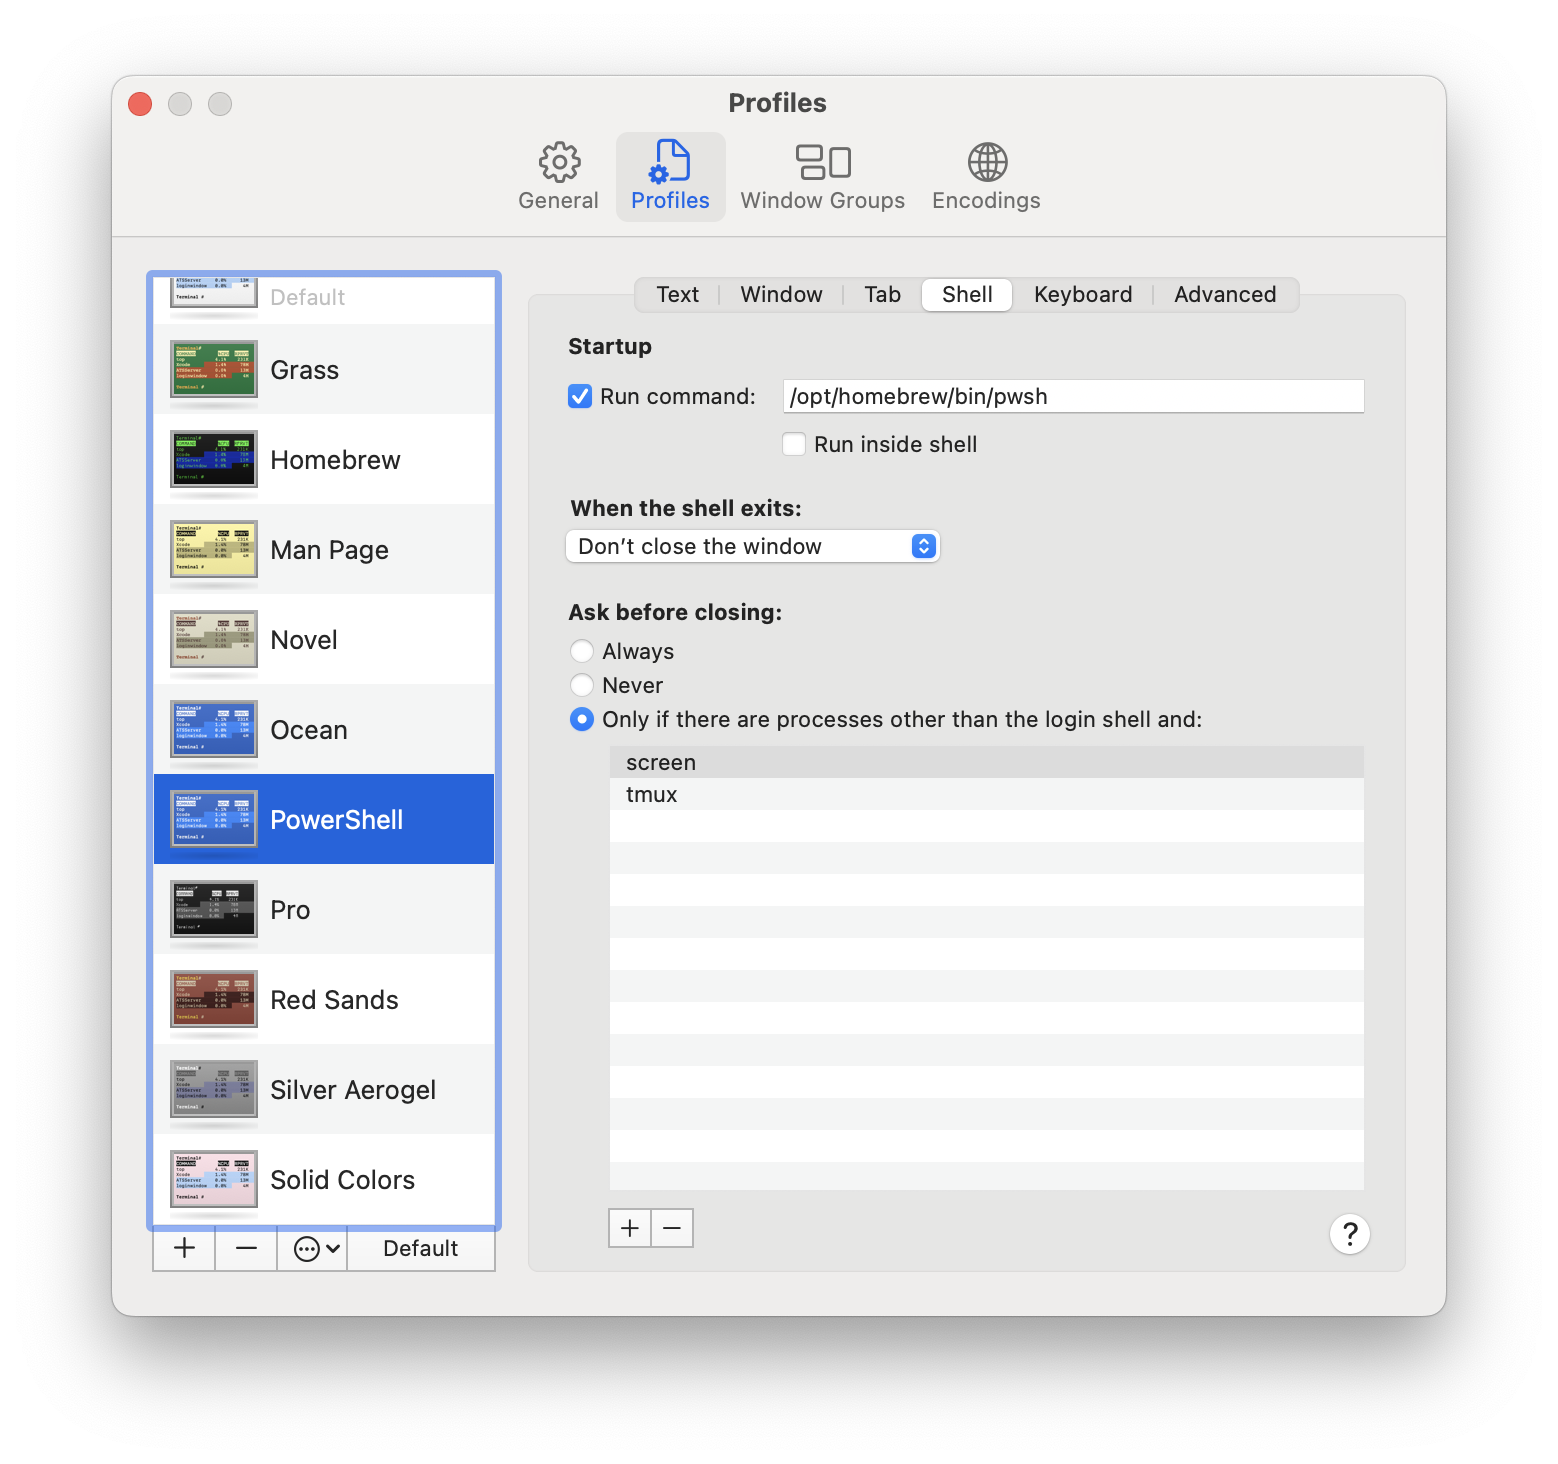 Profiles
General
Profiles
Window Groups
Encodings
Default
Grass
Homebrew
Man Page
Novel
Ocean
PowerShell
Pro
Red Sands
Silver Aerogel
Solid Colors
Default
Text
Window
Tab
Shell
Keyboard
Advanced
Startup
Run command:
/opt/homebrew/bin/pwsh
Run inside shell
When the shell exits:
Don’t close the window
Ask before closing:
Always
Never
Only if there are processes other than the login shell and:
screen
tmux
?